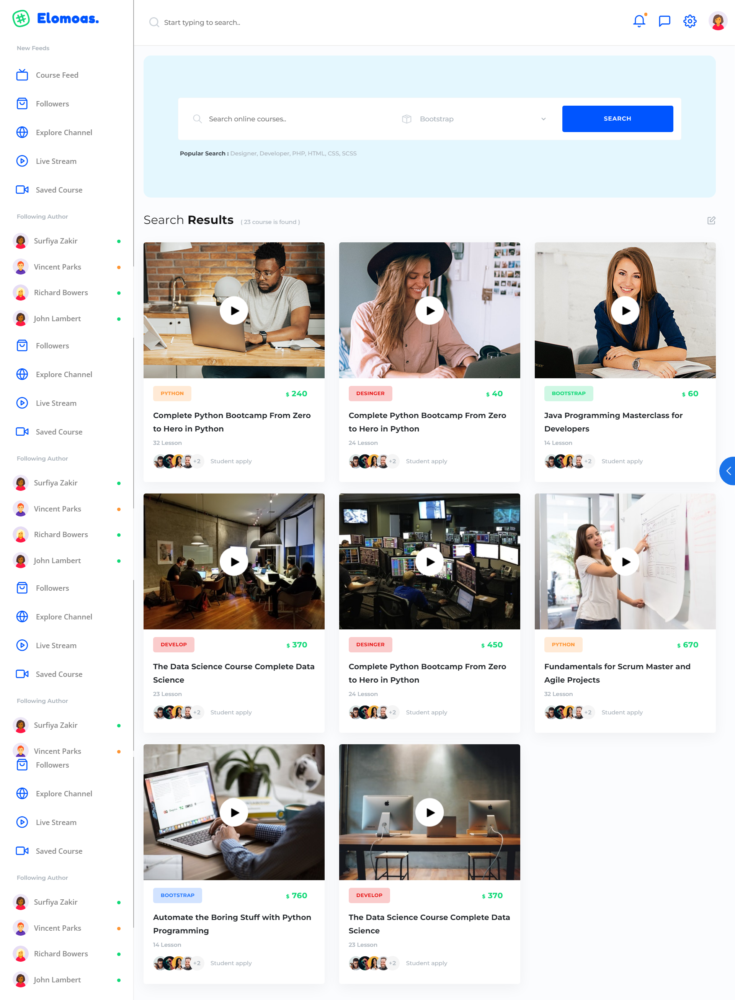 Elomoas.
New Feeds
Course Feed
Followers
Explore Channel
Live Stream
Saved Course
Following Author
Surfiya Zakir
Vincent Parks
Richard Bowers
John Lambert
Followers
Explore Channel
Live Stream
Saved Course
Following Author
Surfiya Zakir
Vincent Parks
Richard Bowers
John Lambert
Followers
Explore Channel
Live Stream
Saved Course
Following Author
Surfiya Zakir
Vincent Parks
Followers
Explore Channel
Live Stream
Saved Course
Following Author
Surfiya Zakir
Vincent Parks
Richard Bowers
John Lambert
Start typing to search..
Search online courses..
Bootstrap
SEARCH
Popular Search : Designer, Developer, PHP, HTML, CSS, SCSS
Search Results ( 23 course is found )
PYTHON
$ 240
Complete Python Bootcamp From Zero
to Hero in Python
32 Lesson
+2
Student apply
DESINGER
$ 40
Complete Python Bootcamp From Zero
to Hero in Python
24 Lesson
+2
Student apply
BOOTSTRAP
$ 60
Java Programming Masterclass for
Developers
14 Lesson
+2
Student apply
DEVELOP
$ 370
The Data Science Course Complete Data
Science
23 Lesson
+2
Student apply
DESINGER
$ 450
Complete Python Bootcamp From Zero
to Hero in Python
24 Lesson
+2
Student apply
PYTHON
$ 670
Fundamentals for Scrum Master and
Agile Projects
32 Lesson
+2
Student apply
BOOTSTRAP
$ 760
Automate the Boring Stuff with Python
Programming
14 Lesson
+2
Student apply
DEVELOP
$ 370
The Data Science Course Complete Data
Science
23 Lesson
+2
Student apply